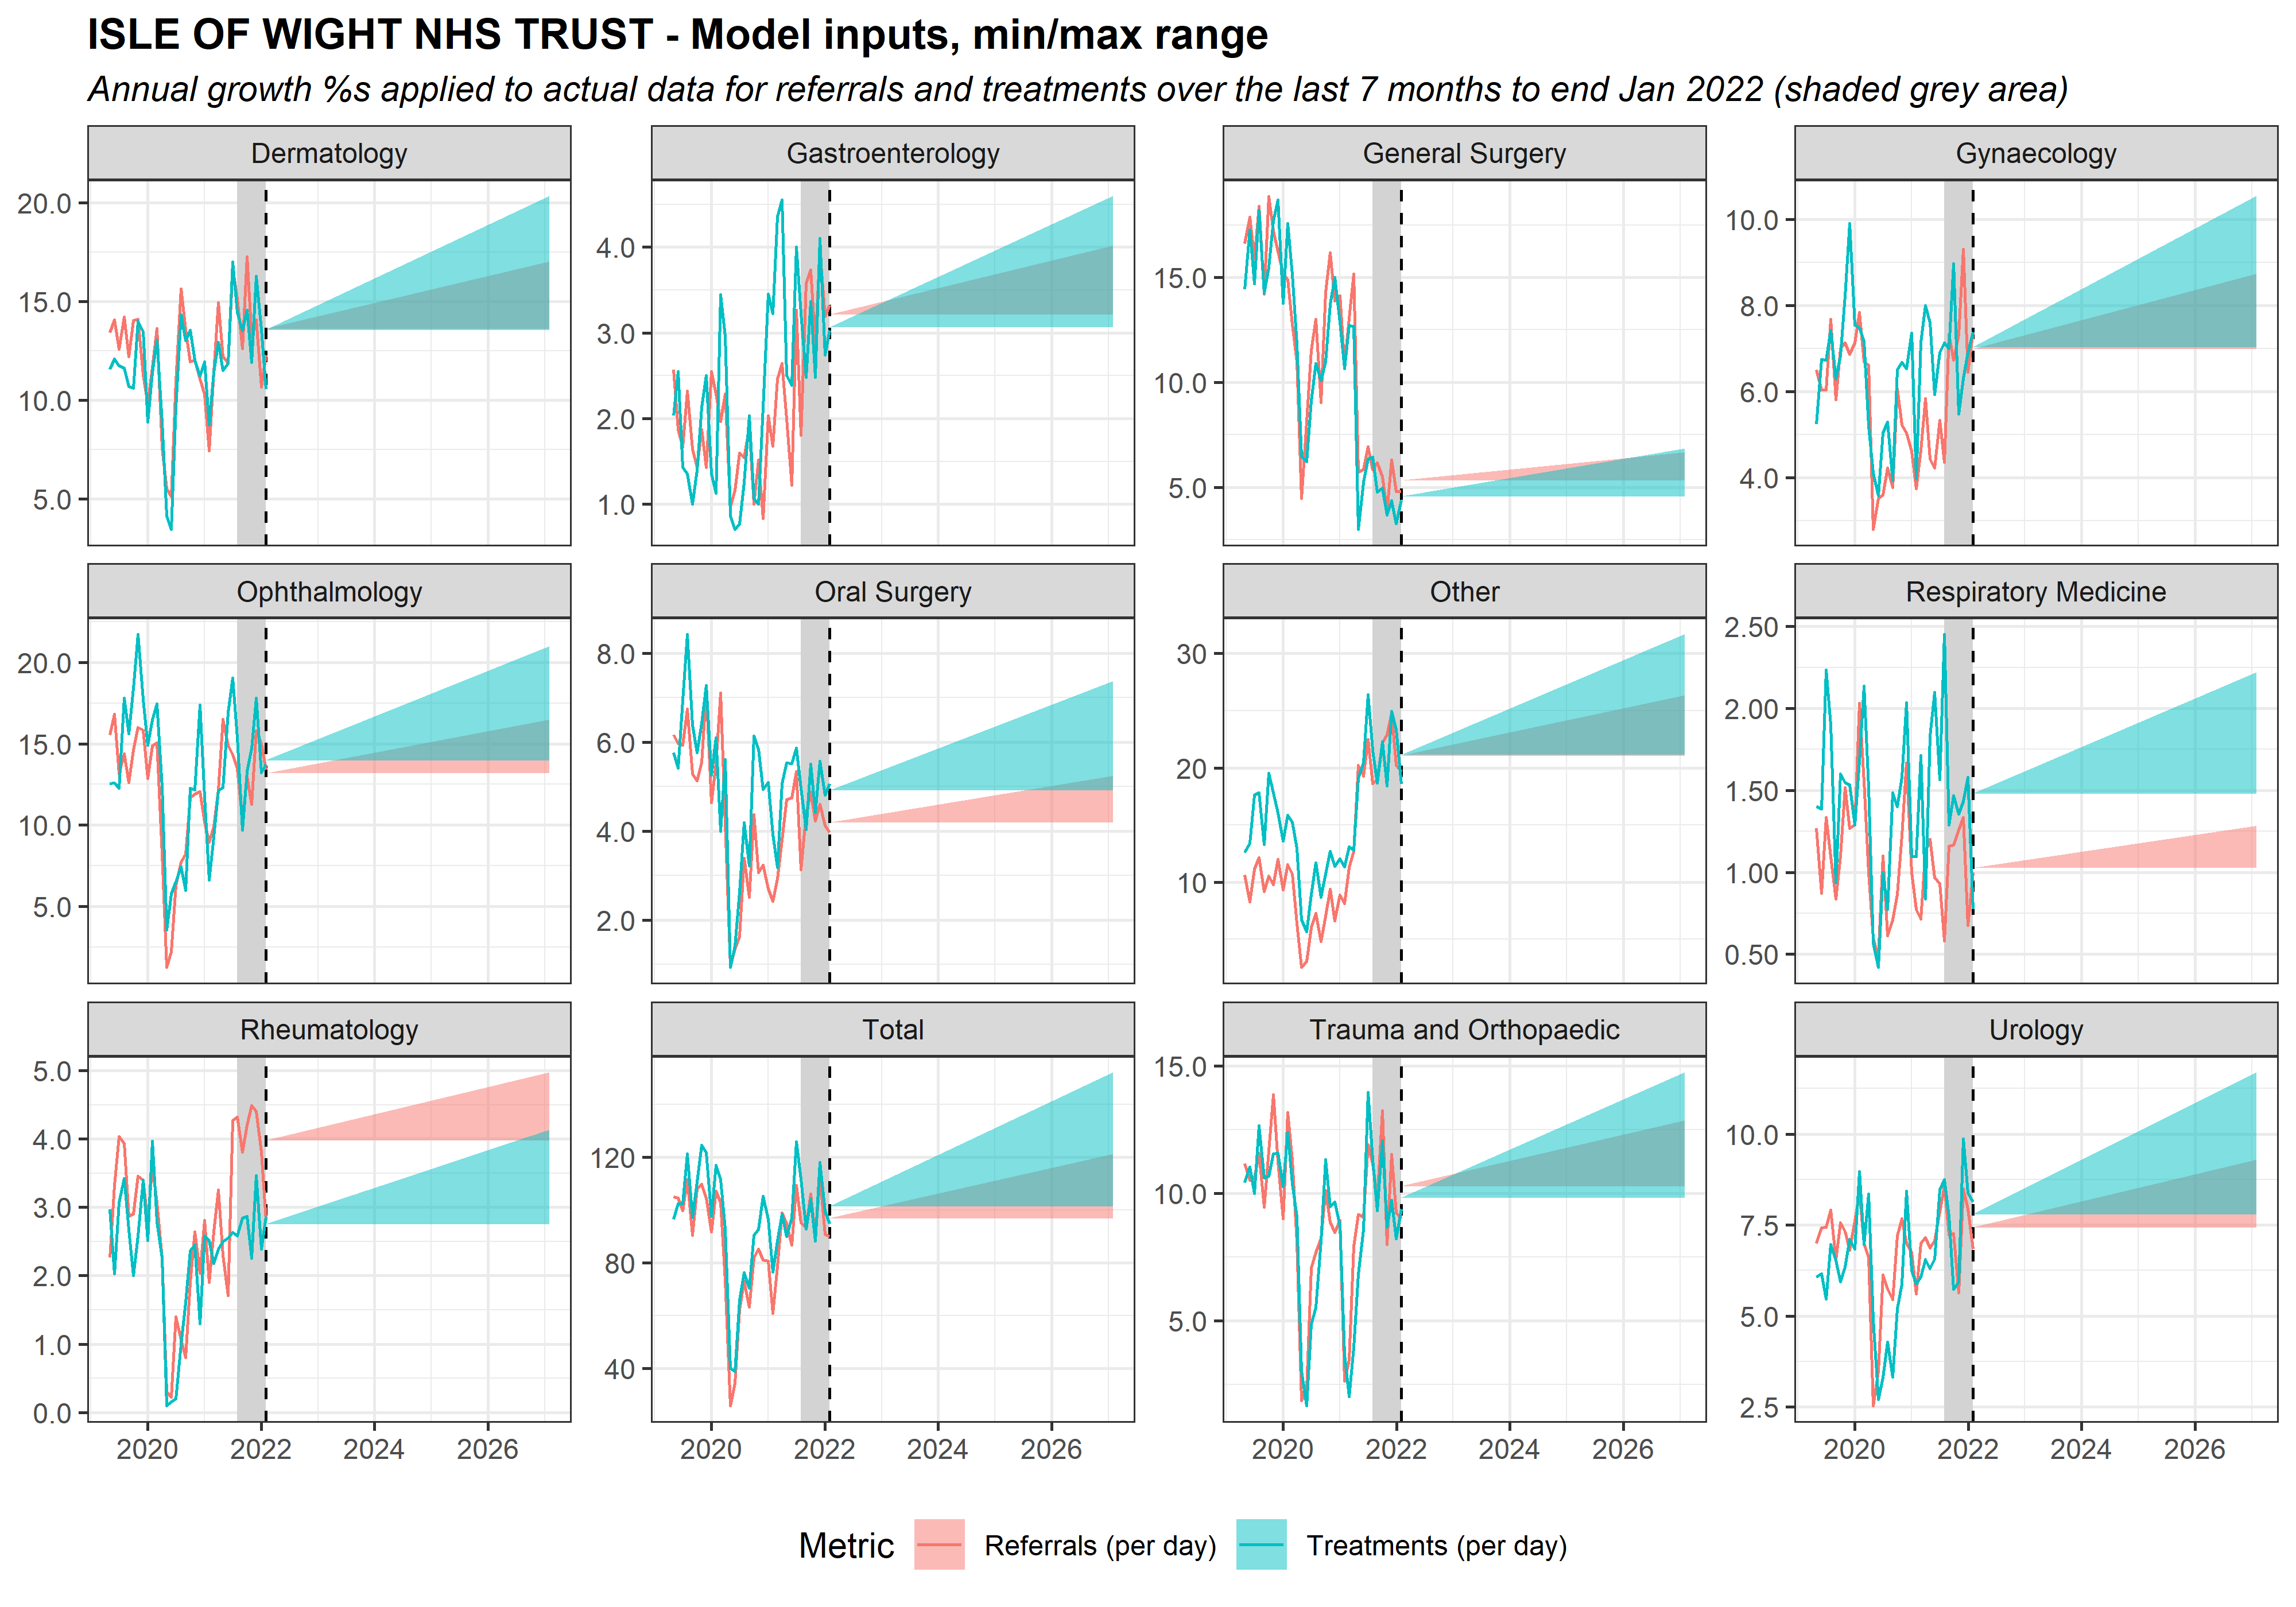 ISLE OF WIGHT NHS TRUST - Model inputs, min/max range
Annual growth %s applied to actual data for referrals and treatments over the last 7 months to end Jan 2022 (shaded grey area)
Dermatology
Gastroenterology
General Surgery
Gynaecology
20.0
15.0
10.0
5.0
4.0
3.0
2.0
1.0
15.0
10.0
5.0
10.0
8.0
6.0
4.0
Ophthalmology
Oral Surgery
Other
Respiratory Medicine
20.0
15.0
10.0
5.0
8.0
6.0
4.0
2.0
30
20
10
2.50
2.00
1.50
1.00
0.50
Rheumatology
Total
Trauma and Orthopaedic
Urology
5.0
4.0
3.0
2.0
1.0
0.0
120
80
40
15.0
10.0
5.0
10.0
7.5
5.0
2.5
2020 2022 2024 2026
2020 2022 2024 2026
2020 2022 2024 2026
2020 2022 2024 2026
Metric Referrals (per day) Treatments (per day)